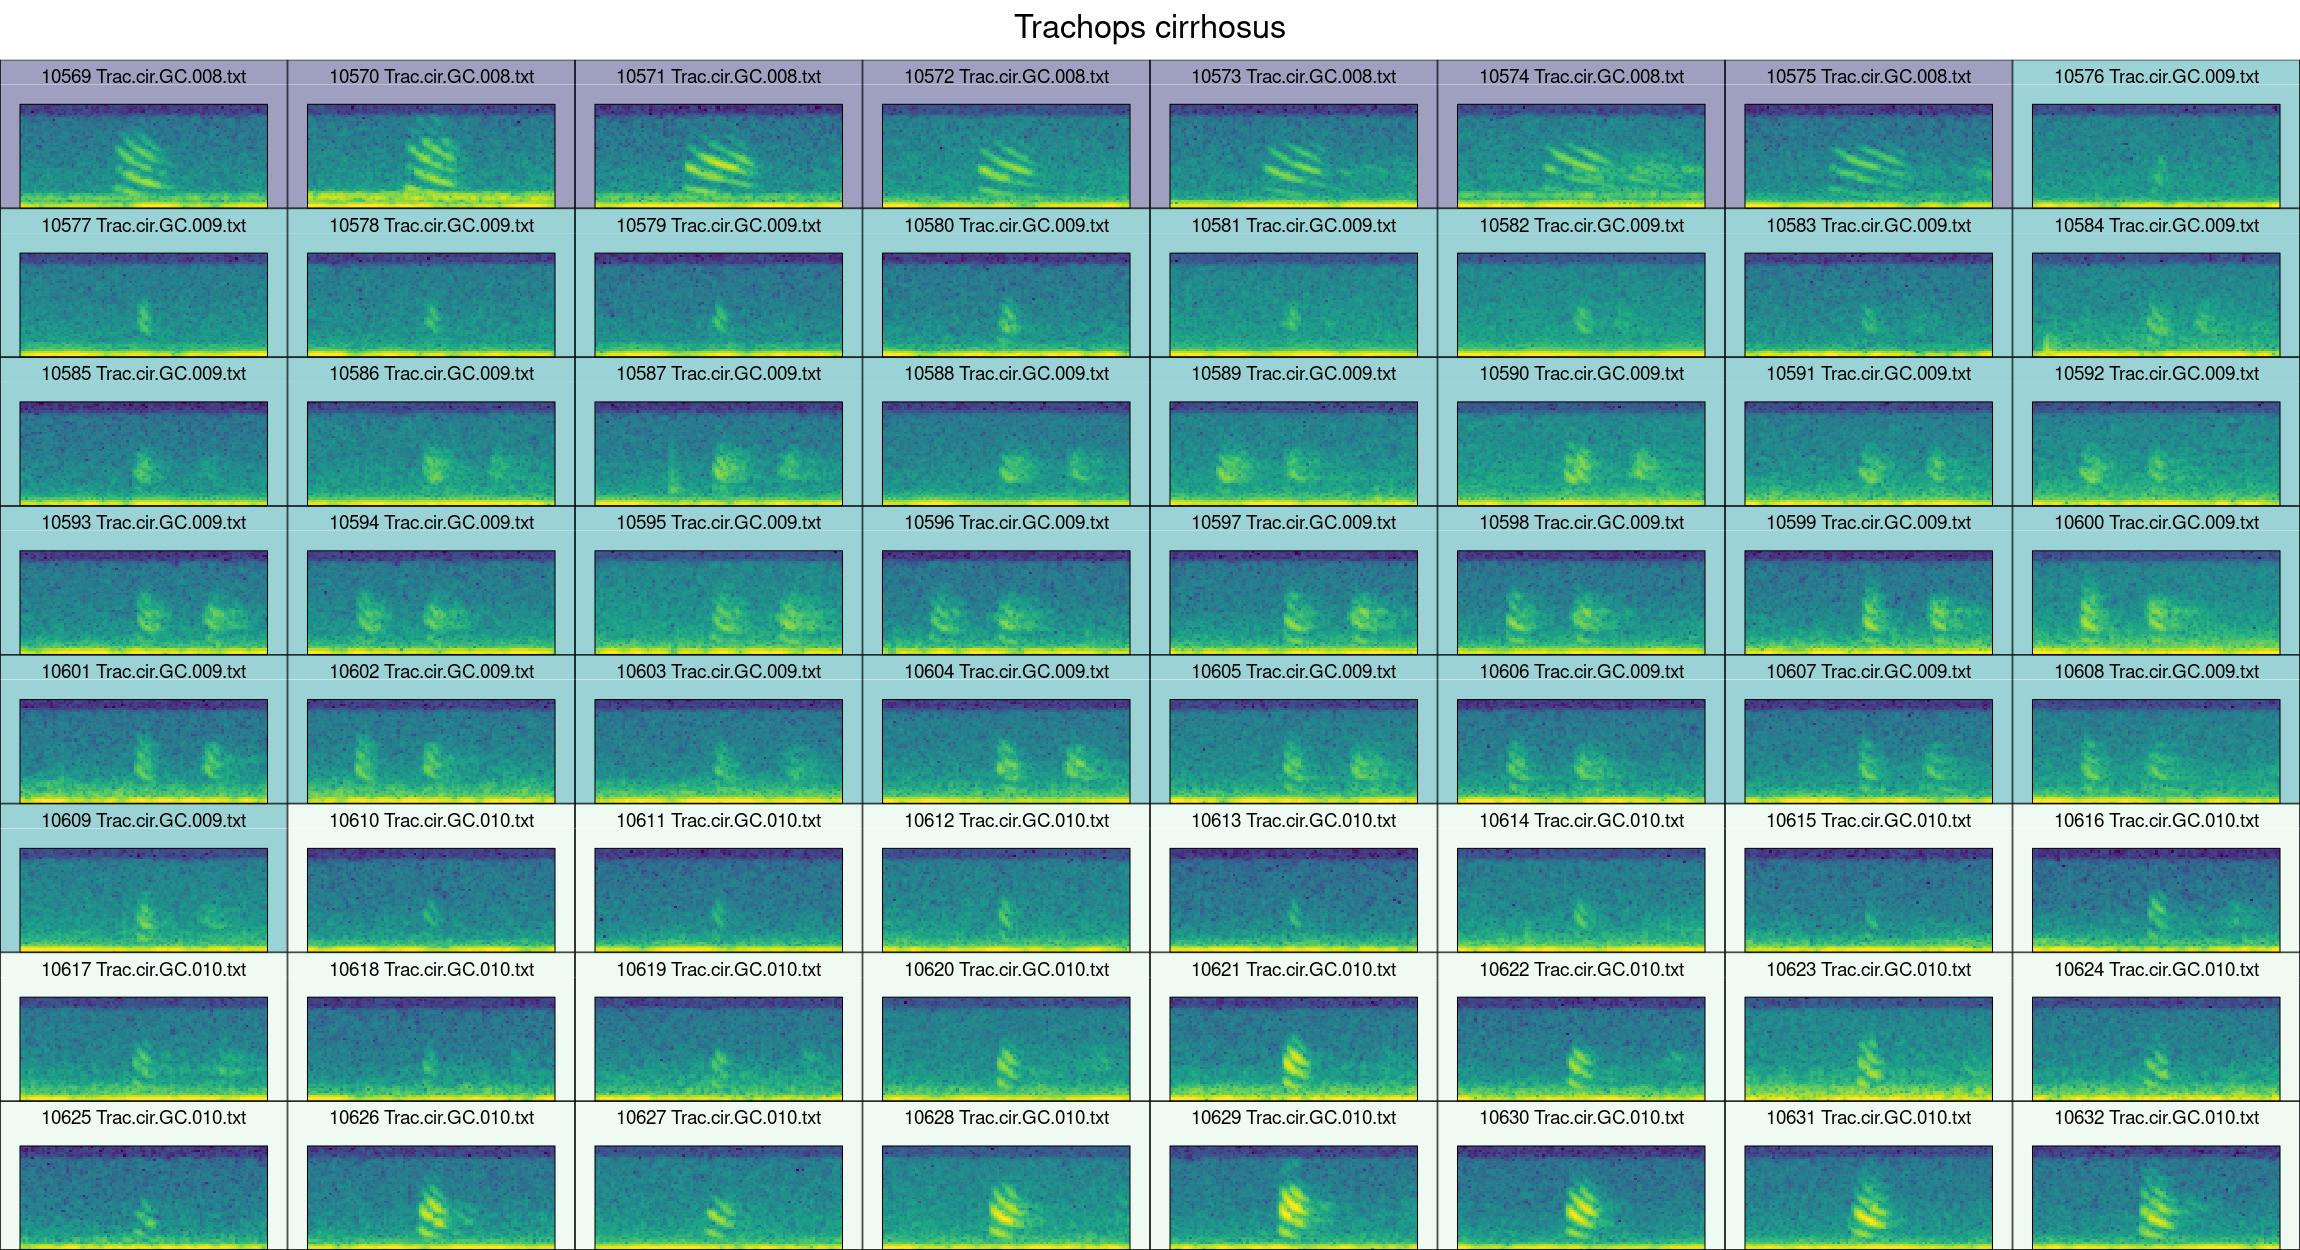 Trachops cirrhosus
10569 Trac.cir.GC.008.txt 10570 Trac.cir.GC.008.txt 10571 Trac.cir.GC.008.txt 10572 Trac.cir.GC.008.txt 10573 Trac.cir.GC.008.txt 10574 Trac.cir.GC.008.txt 10575 Trac.cir.GC.008.txt 10576 Trac.cir.GC.009.txt
10577 Trac.cir.GC.009.txt 10578 Trac.cir.GC.009.txt 10579 Trac.cir.GC.009.txt 10580 Trac.cir.GC.009.txt 10581 Trac.cir.GC.009.txt 10582 Trac.cir.GC.009.txt 10583 Trac.cir.GC.009.txt 10584 Trac.cir.GC.009.txt
10585 Trac.cir.GC.009.txt 10586 Trac.cir.GC.009.txt 10587 Trac.cir.GC.009.txt 10588 Trac.cir.GC.009.txt 10589 Trac.cir.GC.009.txt 10590 Trac.cir.GC.009.txt 10591 Trac.cir.GC.009.txt 10592 Trac.cir.GC.009.txt
10593 Trac.cir.GC.009.txt 10594 Trac.cir.GC.009.txt 10595 Trac.cir.GC.009.txt 10596 Trac.cir.GC.009.txt 10597 Trac.cir.GC.009.txt 10598 Trac.cir.GC.009.txt 10599 Trac.cir.GC.009.txt 10600 Trac.cir.GC.009.txt
10601 Trac.cir.GC.009.txt 10602 Trac.cir.GC.009.txt 10603 Trac.cir.GC.009.txt 10604 Trac.cir.GC.009.txt 10605 Trac.cir.GC.009.txt 10606 Trac.cir.GC.009.txt 10607 Trac.cir.GC.009.txt 10608 Trac.cir.GC.009.txt
10609 Trac.cir.GC.009.txt 10610 Trac.cir.GC.010.txt 10611 Trac.cir.GC.010.txt 10612 Trac.cir.GC.010.txt 10613 Trac.cir.GC.010.txt 10614 Trac.cir.GC.010.txt 10615 Trac.cir.GC.010.txt 10616 Trac.cir.GC.010.txt
10617 Trac.cir.GC.010.txt 10618 Trac.cir.GC.010.txt 10619 Trac.cir.GC.010.txt 10620 Trac.cir.GC.010.txt 10621 Trac.cir.GC.010.txt 10622 Trac.cir.GC.010.txt 10623 Trac.cir.GC.010.txt 10624 Trac.cir.GC.010.txt
10625 Trac.cir.GC.010.txt 10626 Trac.cir.GC.010.txt 10627 Trac.cir.GC.010.txt 10628 Trac.cir.GC.010.txt 10629 Trac.cir.GC.010.txt 10630 Trac.cir.GC.010.txt 10631 Trac.cir.GC.010.txt 10632 Trac.cir.GC.010.txt